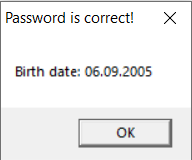 Password is correct!
Birth date: 06.09.2005
OK